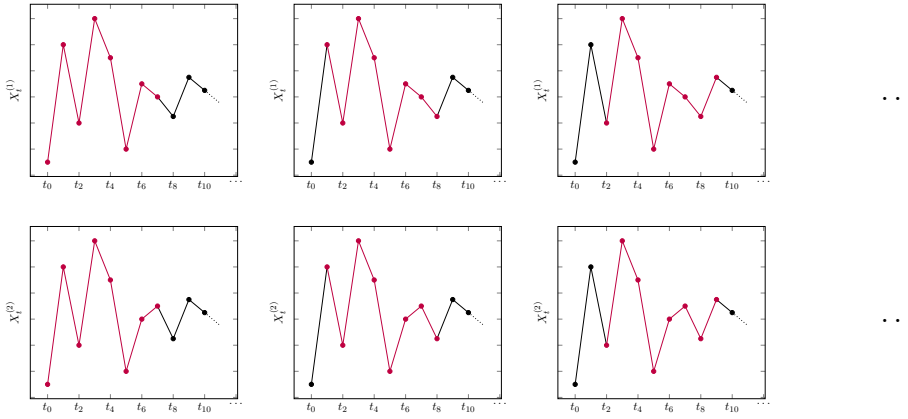 X_t^{(1)} X_t^{(1)} X_t^{(1)}
t_0 t_2 t_4 t_6 t_8 t_10 ... t_0 t_2 t_4 t_6 t_8 t_10 ... t_0 t_2 t_4 t_6 t_8 t_10 ...
X_t^{(2)} X_t^{(2)} X_t^{(2)}
t_0 t_2 t_4 t_6 t_8 t_10 ... t_0 t_2 t_4 t_6 t_8 t_10 ... t_0 t_2 t_4 t_6 t_8 t_10 ...